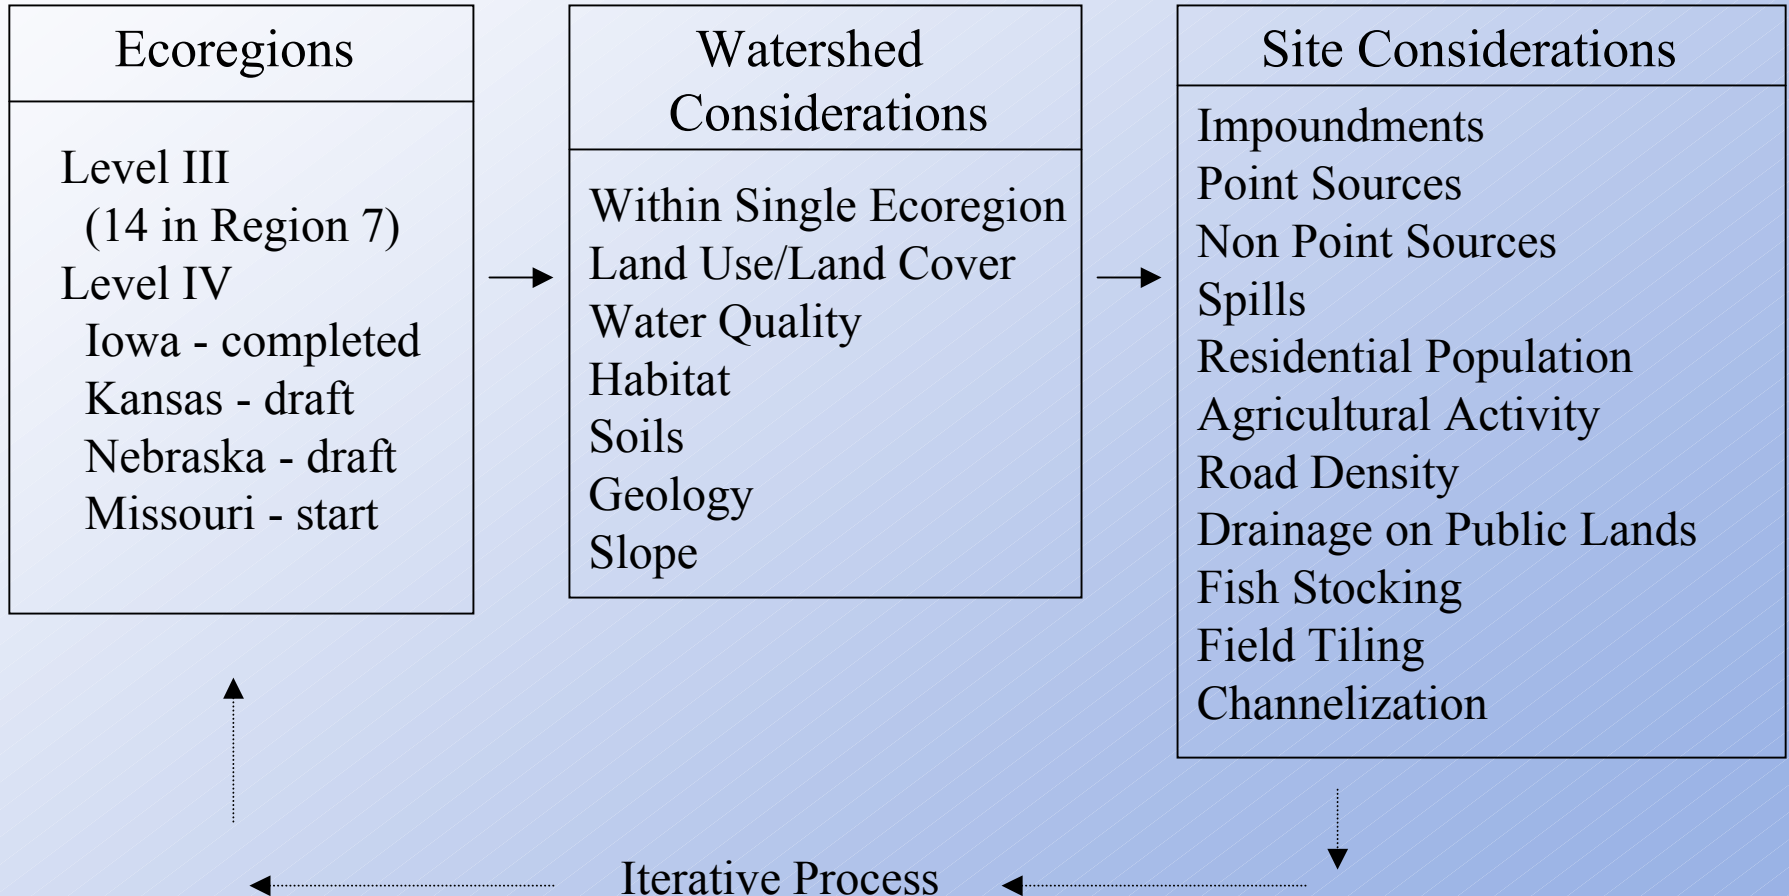 Ecoregions
Level III
(14 in Region 7)
Level IV
Iowa - completed
Kansas - draft
Nebraska - draft
Missouri - start
Watershed
Considerations
Within Single Ecoregion
Land Use/Land Cover
Water Quality
Habitat
Soils
Geology
Slope
Site Considerations
Impoundments
Point Sources
Non Point Sources
Spills
Residential Population
Agricultural Activity
Road Density
Drainage on Public Lands
Fish Stocking
Field Tiling
Channelization
Iterative Process